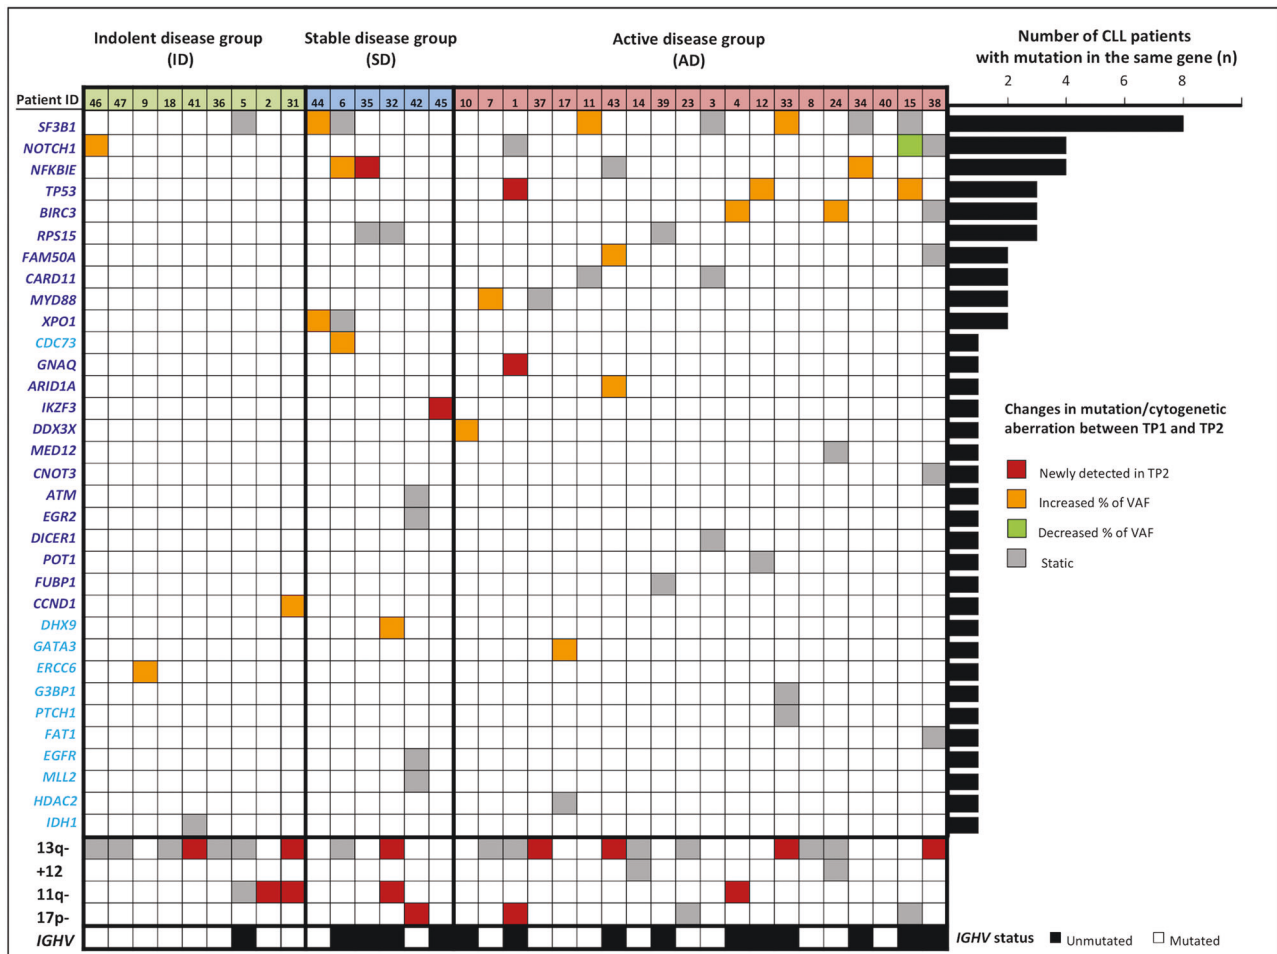 Indolent disease group
(ID)
Stable disease group
(SD)
Active disease group
(AD)
Number of CLL patients
with mutation in the same gene (n)
2 4 6 8
Patient ID 46 47 9 18 41 36 5 2 31 44 6 35 32 42 45 10 7 1 37 17 11 43 14 39 23 3 4 12 33 8 24 34 40 15 38
SF3B1
NOTCH1
NFKBIE
TP53
BIRC3
RPS15
FAM50A
CARD11
MYD88
XPO1
CDC73
GNAQ
ARID1A
IKZF3
DDX3X
MED12
CNOT3
ATM
EGR2
DICER1
POT1
FUBP1
CCND1
DHX9
GATA3
ERCC6
G3BP1
PTCH1
FAT1
EGFR
MLL2
HDAC2
IDH1
13q-
+12
11q-
17p-
IGHV
Changes in mutation/cytogenetic
aberration between TP1 and TP2
Newly detected in TP2
Increased % of VAF
Decreased % of VAF
Static
IGHV status Unmutated Mutated